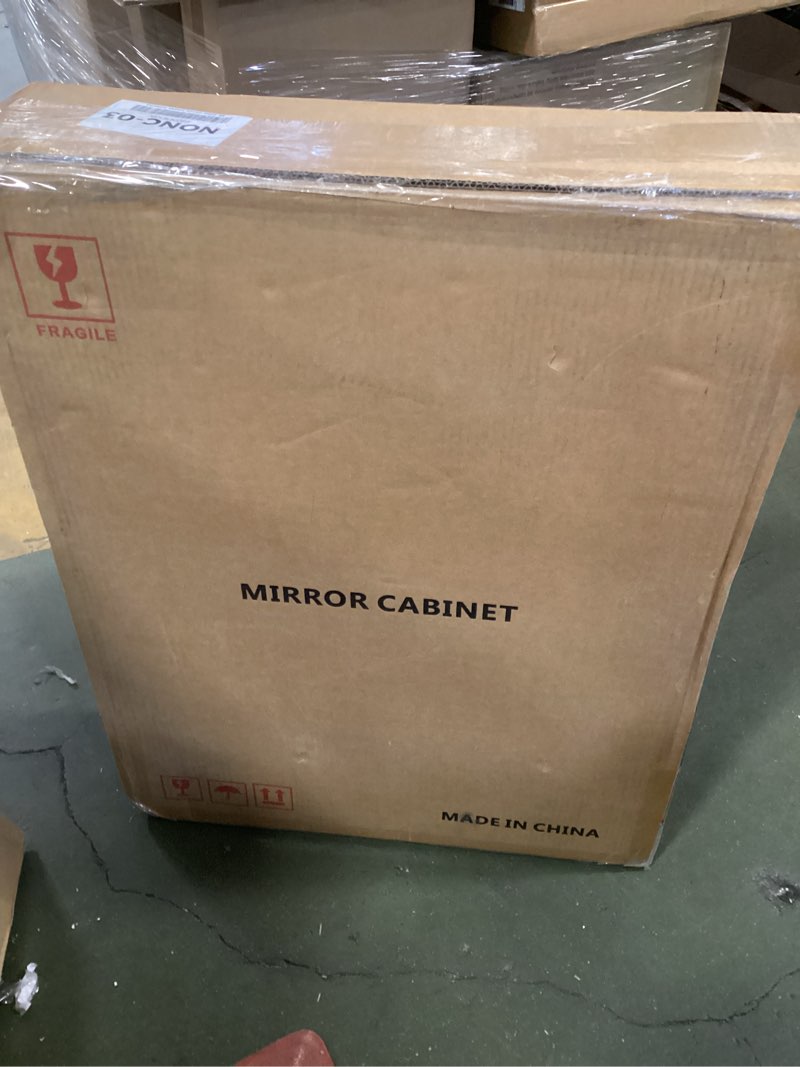 NONC-03
FRAGILE
MIRROR CABINET
MADE IN CHINA